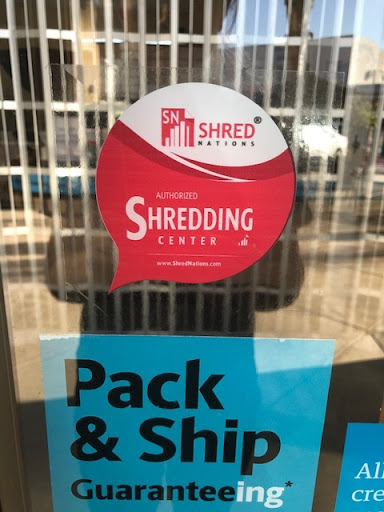 SN
SHRED®
NATIONS
AUTHORIZED
SHREDDING
CENTER
www.ShredNations.com
Pack
& Ship
Guaranteeing*
All
cre